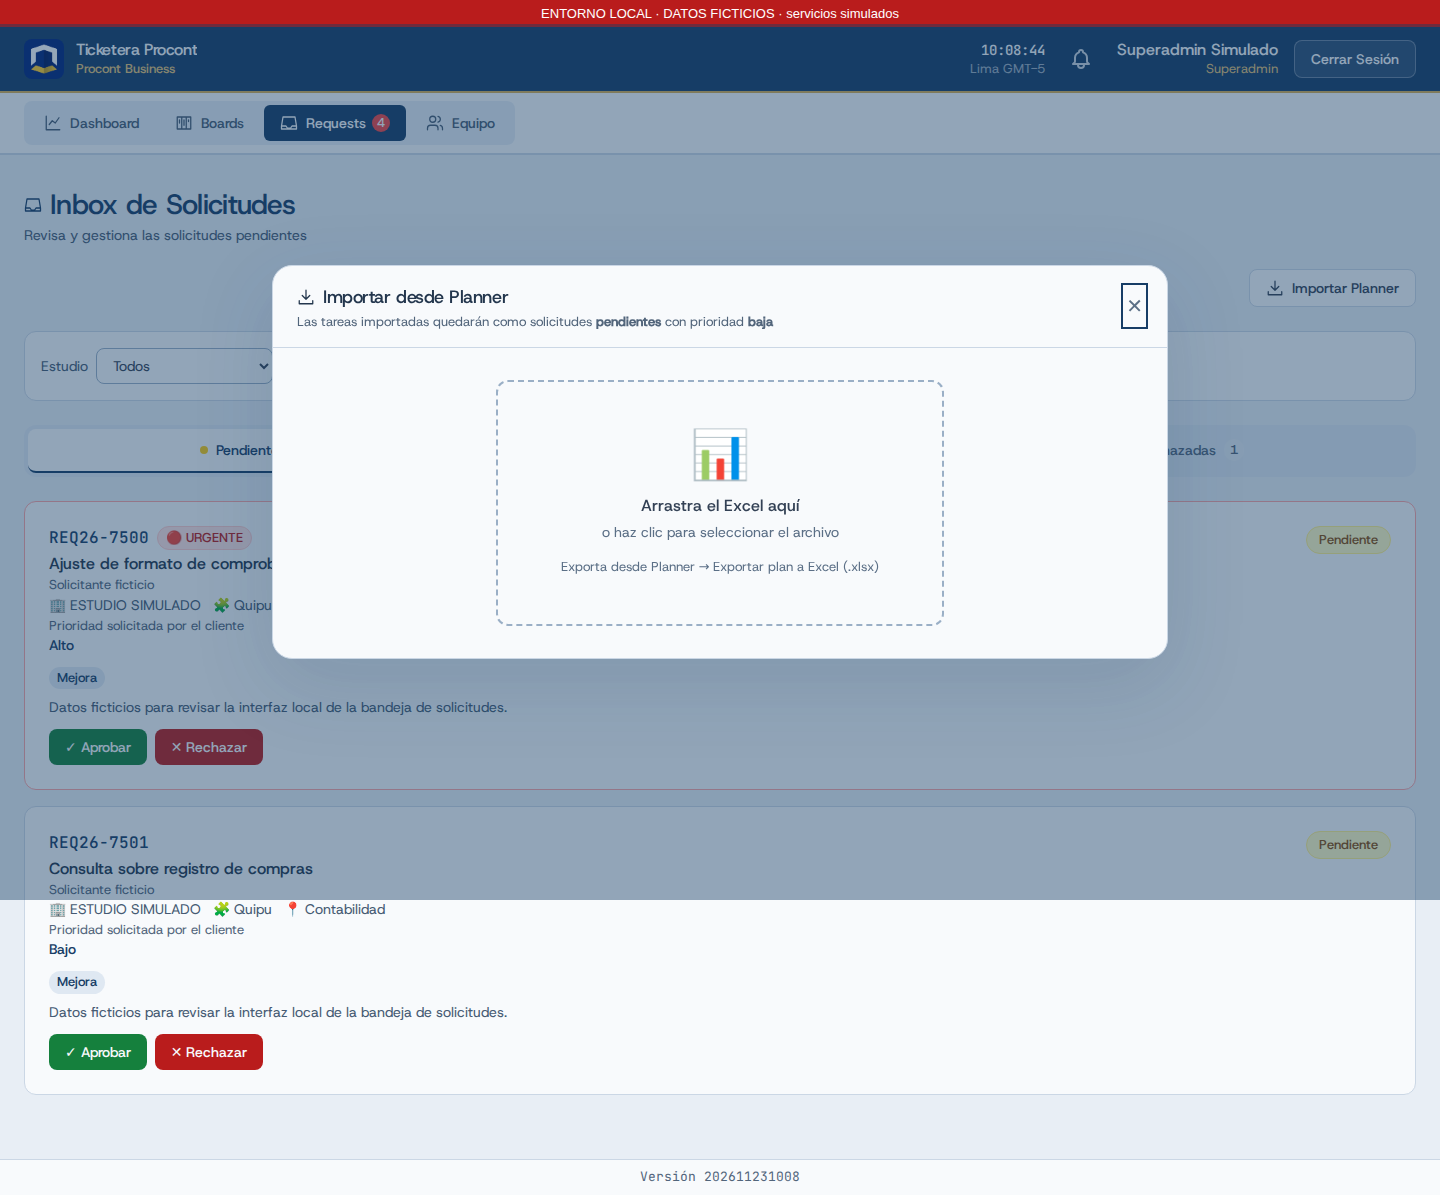 ENTORNO LOCAL · DATOS FICTICIOS · servicios simulados
Ticketera Procont
Procont Business
10:08:44
Lima GMT-5
Superadmin Simulado
Superadmin
Cerrar Sesión
Dashboard
Boards
Requests 4
Equipo
Inbox de Solicitudes
Revisa y gestiona las solicitudes pendientes
Importar Planner
Importar desde Planner
Las tareas importadas quedarán como solicitudes pendientes con prioridad baja
Estudio Todos
Arrastra el Excel aquí
o haz clic para seleccionar el archivo
Exporta desde Planner → Exportar plan a Excel (.xlsx)
1
REQ26-7500 URGENTE
Pendiente
Ajuste de formato de
Solicitante ficticio
ESTUDIO SIMULADO Quipu
Prioridad solicitada por el cliente
Alto
Mejora
Datos ficticios para revisar la interfaz local de la bandeja de solicitudes.
✓ Aprobar
✕ Rechazar
REQ26-7501
Pendiente
Consulta sobre registro de compras
Solicitante ficticio
ESTUDIO SIMULADO Quipu Contabilidad
Prioridad solicitada por el cliente
Bajo
Mejora
Datos ficticios para revisar la interfaz local de la bandeja de solicitudes.
✓ Aprobar
✕ Rechazar
Versión 202611231008